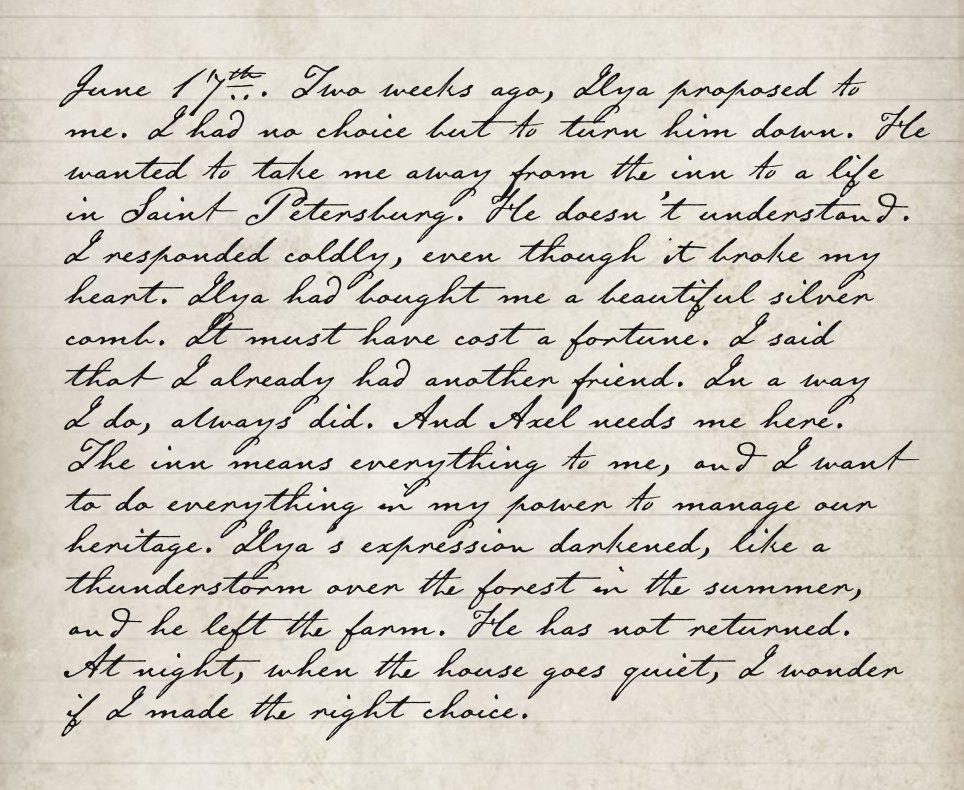 June 17th. Two weeks ago, Ilya proposed to
me. I had no choice but to turn him down. He
wanted to take me away from the inn to a life
in Saint Petersburg. He doesn't understand.
I responded coldly, even though it broke my
heart. Ilya had bought me a beautiful silver
comb. It must have cost a fortune. I said
that I already had another friend. In a way
I do, always did. And Axel needs me here.
The inn means everything to me, and I want
to do everything in my power to manage our
heritage. Ilya's expression darkened, like a
thunderstorm over the forest in the summer,
and he left the farm. He has not returned.
At night, when the house goes quiet, I wonder
if I made the right choice.